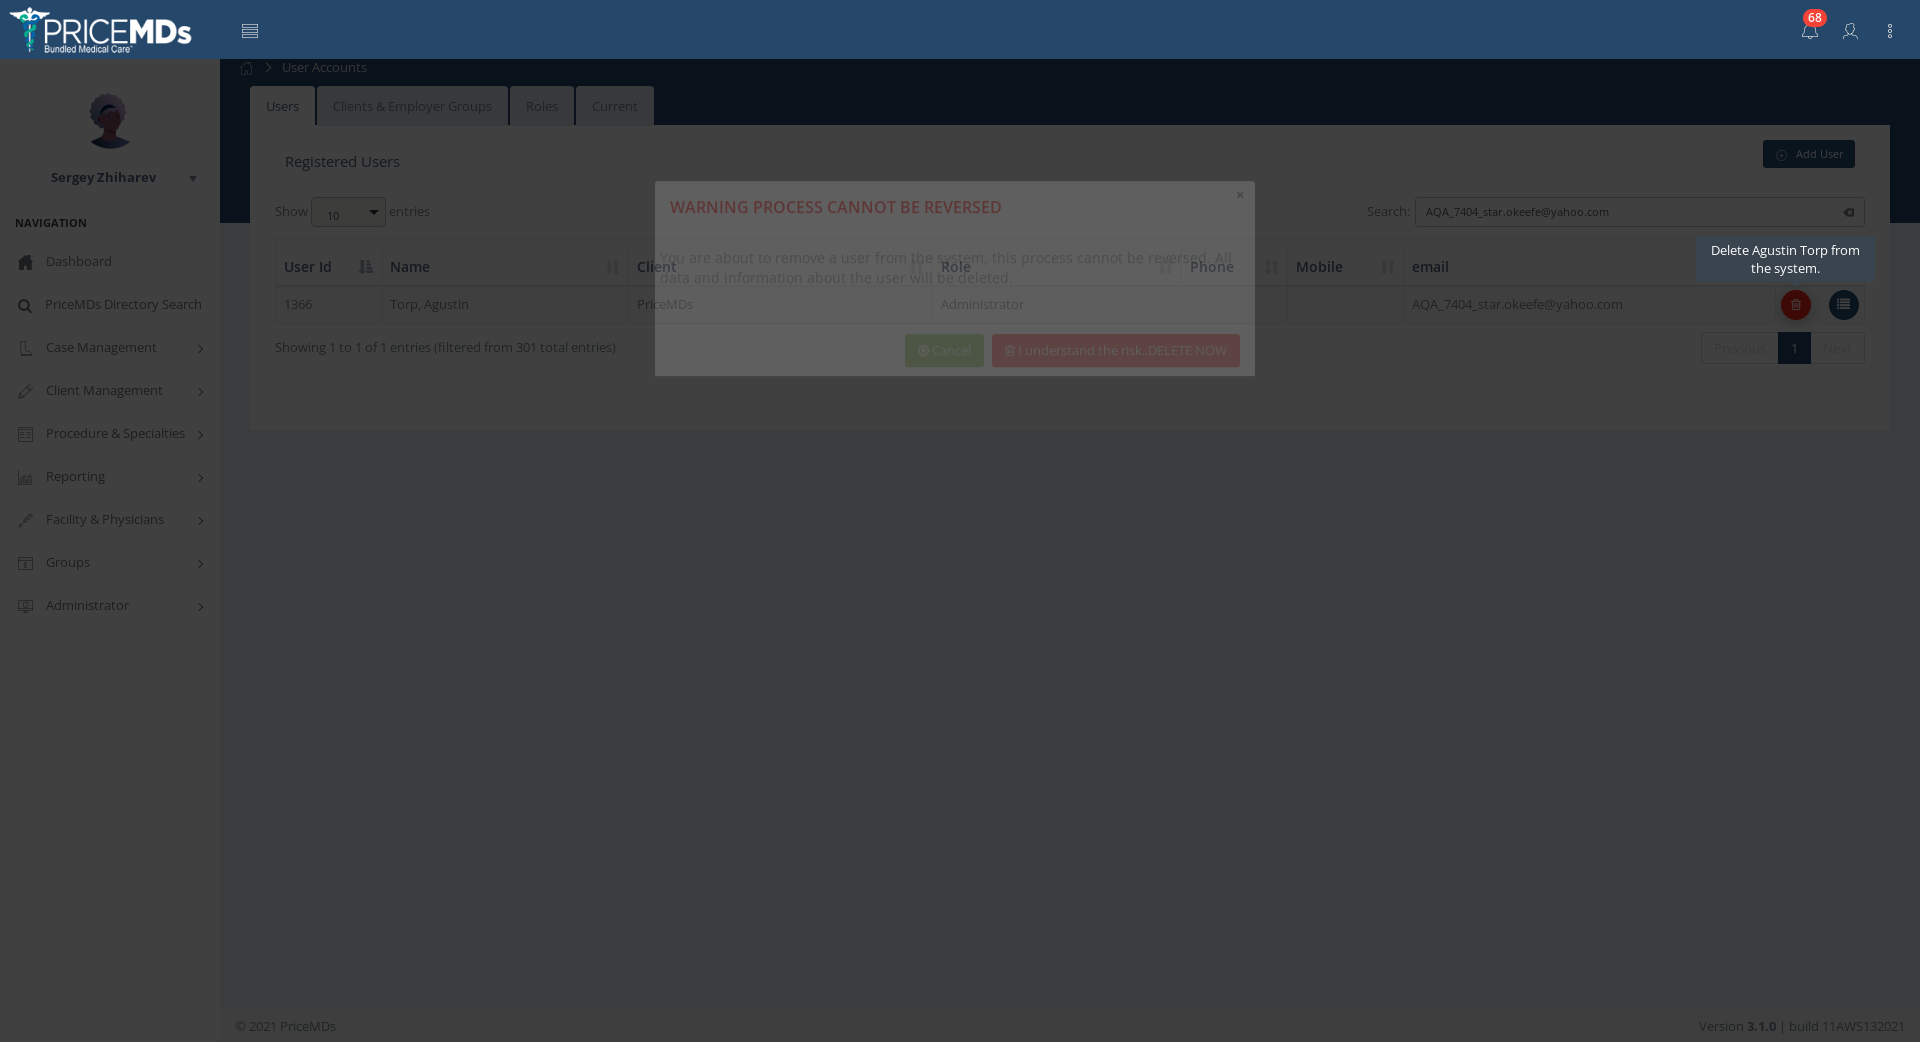 PRICEMDs
Bundled Medical Care
68
User Accounts
Users
Clients & Employer Groups
Roles
Current
Sergey Zhiharev
NAVIGATION
Dashboard
PriceMDs Directory Search
Case Management
Client Management
Procedure & Specialties
Reporting
Facility & Physicians
Groups
Administrator
Registered Users
Add User
Show 10 entries
Search: AQA_7404_star.okeefe@yahoo.com
WARNING PROCESS CANNOT BE REVERSED
×
You are about to remove a user from the system, this process cannot be reversed. All
data and information about the user will be deleted.
Cancel
I understand the risk..DELETE NOW
Delete Agustin Torp from
the system.
User Id Name Client Role Phone Mobile email
1366 Torp, Agustin PriceMDs Administrator AQA_7404_star.okeefe@yahoo.com
Showing 1 to 1 of 1 entries (filtered from 301 total entries)
Previous 1 Next
© 2021 PriceMDs
Version 3.1.0 | build 11AWS132021